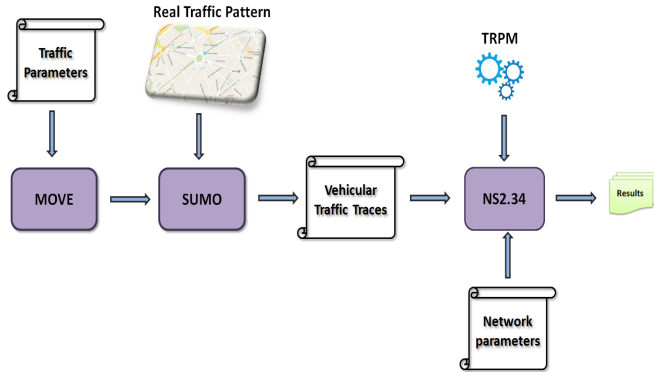 Real Traffic Pattern
Traffic
Parameters
TRPM
MOVE
SUMO
Vehicular
Traffic Traces
NS2.34
Results
Network
parameters